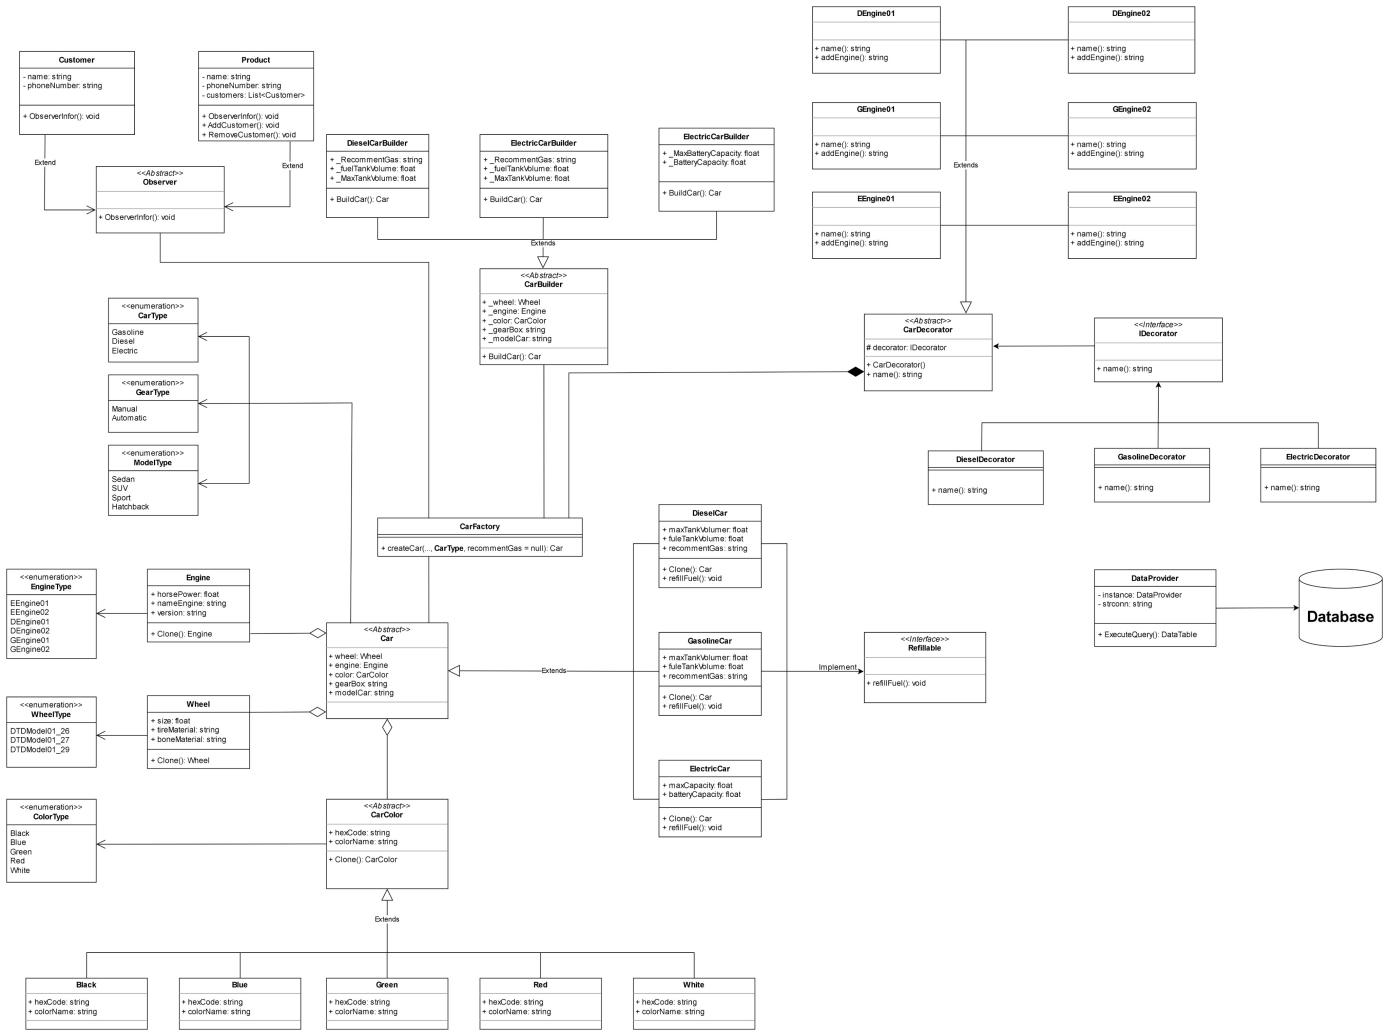 Customer
- name: string
- phoneNumber: string
+ ObserverInfor(): void
Product
- name: string
- phoneNumber: string
- customers: List<Customer>
+ ObserverInfor(): void
+ AddCustomer(): void
+ RemoveCustomer(): void
Extend
Extend
<<Abstract>>
Observer
+ ObserverInfor(): void
DieselCarBuilder
+ _RecommentGas: string
+ _fuelTankVolume: float
+ _MaxTankVolume: float
+ BuildCar(): Car
ElectricCarBuilder
+ _RecommentGas: string
+ _fuelTankVolume: float
+ _MaxTankVolume: float
+ BuildCar(): Car
ElectricCarBuilder
+ _MaxBatteryCapacity: float
+ _BatteryCapacity: float
+ BuildCar(): Car
Extends
<<Abstract>>
CarBuilder
+ _wheel: Wheel
+ _engine: Engine
+ _color: CarColor
+ _gearBox: string
+ _modelCar: string
+ BuildCar(): Car
DEngine01
+ name(): string
+ addEngine(): string
DEngine02
+ name(): string
+ addEngine(): string
GEngine01
+ name(): string
+ addEngine(): string
GEngine02
+ name(): string
+ addEngine(): string
Extends
EEngine01
+ name(): string
+ addEngine(): string
EEngine02
+ name(): string
+ addEngine(): string
<<Abstract>>
CarDecorator
# decorator: IDecorator
+ CarDecorator()
+ name(): string
<<Interface>>
IDecorator
+ name(): string
DieselDecorator
+ name(): string
GasolineDecorator
+ name(): string
ElectricDecorator
+ name(): string
<<enumeration>>
CarType
Gasoline
Diesel
Electric
<<enumeration>>
GearType
Manual
Automatic
<<enumeration>>
ModelType
Sedan
SUV
Sport
Hatchback
CarFactory
+ createCar(..., CarType, recommentGas = null): Car
<<enumeration>>
EngineType
EEngine01
EEngine02
DEngine01
DEngine02
GEngine01
GEngine02
Engine
+ horsePower: float
+ nameEngine: string
+ version: string
+ Clone(): Engine
<<Abstract>>
Car
+ wheel: Wheel
+ engine: Engine
+ color: CarColor
+ gearBox: string
+ modelCar: string
Extends
DieselCar
+ maxTankVolumer: float
+ fuleTankVolume: float
+ recommentGas: string
+ Clone(): Car
+ refillFuel(): void
GasolineCar
+ maxTankVolumer: float
+ fuleTankVolume: float
+ recommentGas: string
+ Clone(): Car
+ refillFuel(): void
ElectricCar
+ maxCapacity: float
+ batteryCapacity: float
+ Clone(): Car
+ refillFuel(): void
Implement
<<Interface>>
Refillable
+ refillFuel(): void
DataProvider
- instance: DataProvider
- strconn: string
+ ExecuteQuery(): DataTable
Database
<<enumeration>>
WheelType
DTDModel01_26
DTDModel01_27
DTDModel01_29
Wheel
+ size: float
+ tireMaterial: string
+ boneMaterial: string
+ Clone(): Wheel
<<enumeration>>
ColorType
Black
Blue
Green
Red
White
<<Abstract>>
CarColor
+ hexCode: string
+ colorName: string
+ Clone(): CarColor
Extends
Black
+ hexCode: string
+ colorName: string
Blue
+ hexCode: string
+ colorName: string
Green
+ hexCode: string
+ colorName: string
Red
+ hexCode: string
+ colorName: string
White
+ hexCode: string
+ colorName: string